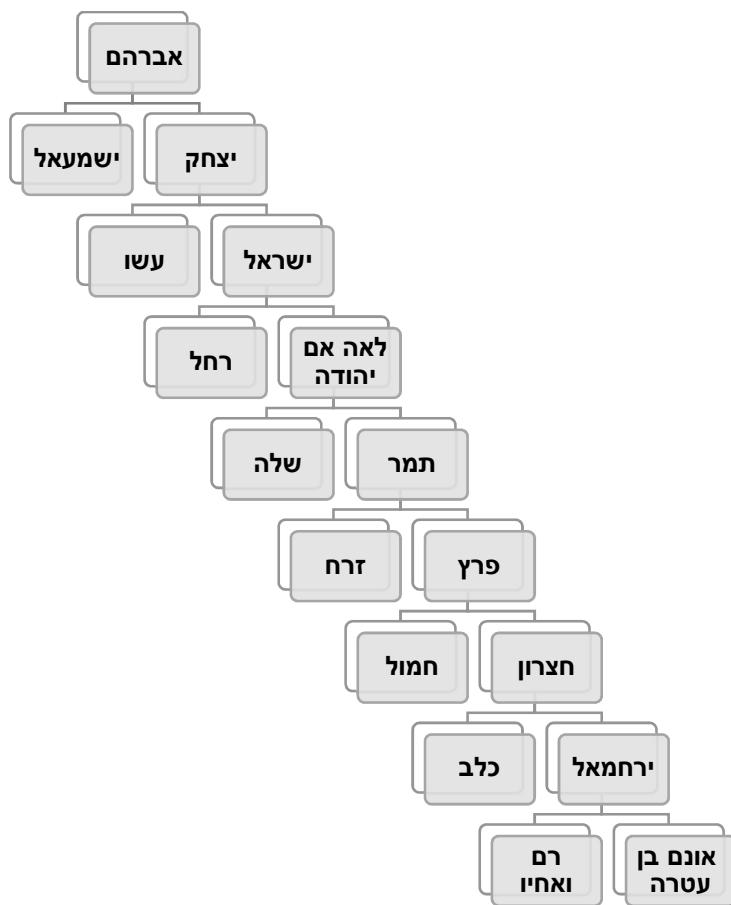 אברהם
יצחק
ישמעאל
ישראל
עשו
לאה אם
יהודה
רחל
תמר
שלה
פרץ
זרח
חצרון
חמול
ירחמאל
כלב
אונם בן
עטרה
רם
ואחיו